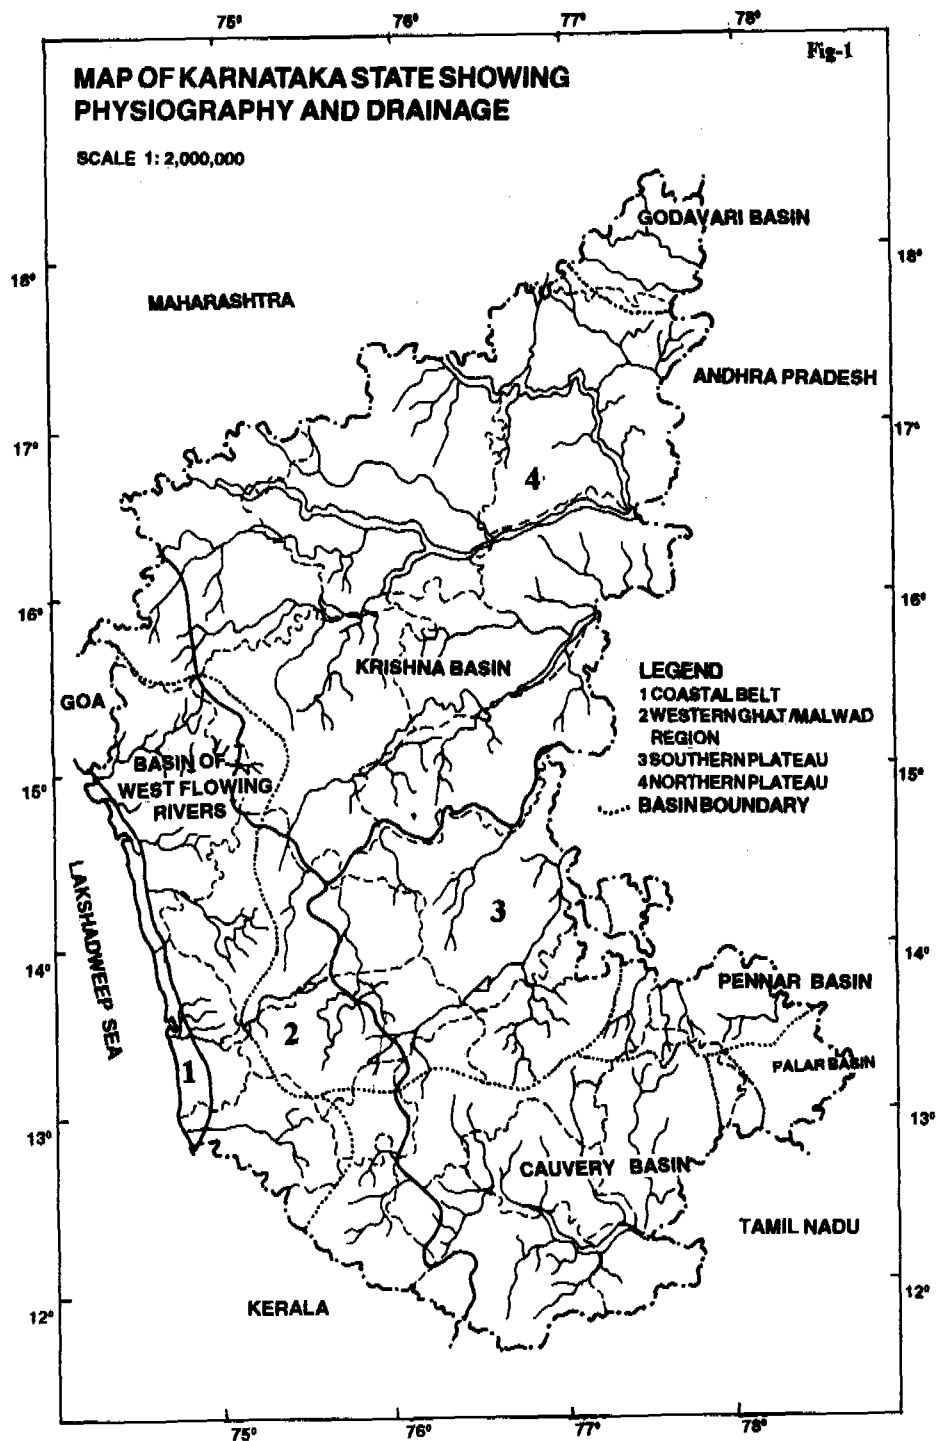 75° 76° 77° 78°
Fig-1
MAP OF KARNATAKA STATE SHOWING
PHYSIOGRAPHY AND DRAINAGE
SCALE 1: 2,000,000
GODAVARI BASIN
18° 18°
MAHARASHTRA
ANDHRA PRADESH
17° 17°
4
16° 16°
KRISHNA BASIN
GOA
LEGEND
1 COASTAL BELT
2 WESTERN GHAT/MALWAD
REGION
3 SOUTHERN PLATEAU
4 NORTHERN PLATEAU
BASIN BOUNDARY
BASIN OF
WEST FLOWING
RIVERS
15° 15°
LAKSHADWEEP SEA
3
14° 14°
PENNAR BASIN
2
PALAR BASIN
1
13° 13°
CAUVERY BASIN
TAMIL NADU
KERALA
12° 12°
75° 76° 77° 78°